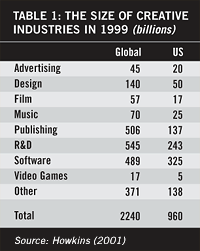 TABLE 1: THE SIZE OF CREATIVE
INDUSTRIES IN 1999 (billions)
Global US
Advertising 45 20
Design 140 50
Film 57 17
Music 70 25
Publishing 506 137
R&D 545 243
Software 489 325
Video Games 17 5
Other 371 138
Total 2240 960
Source: Howkins (2001)